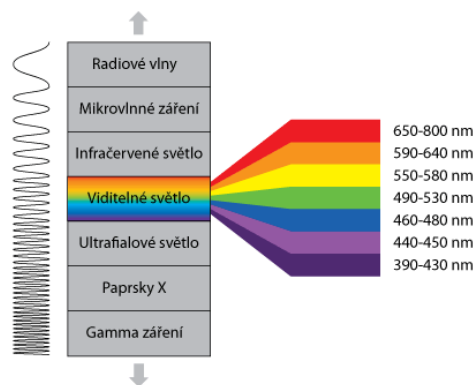 Radiové vlny
Mikrovlnné záření
Infračervené světlo
Viditelné světlo
Ultrafialové světlo
Paprsky X
Gamma záření
650-800 nm
590-640 nm
550-580 nm
490-530 nm
460-480 nm
440-450 nm
390-430 nm